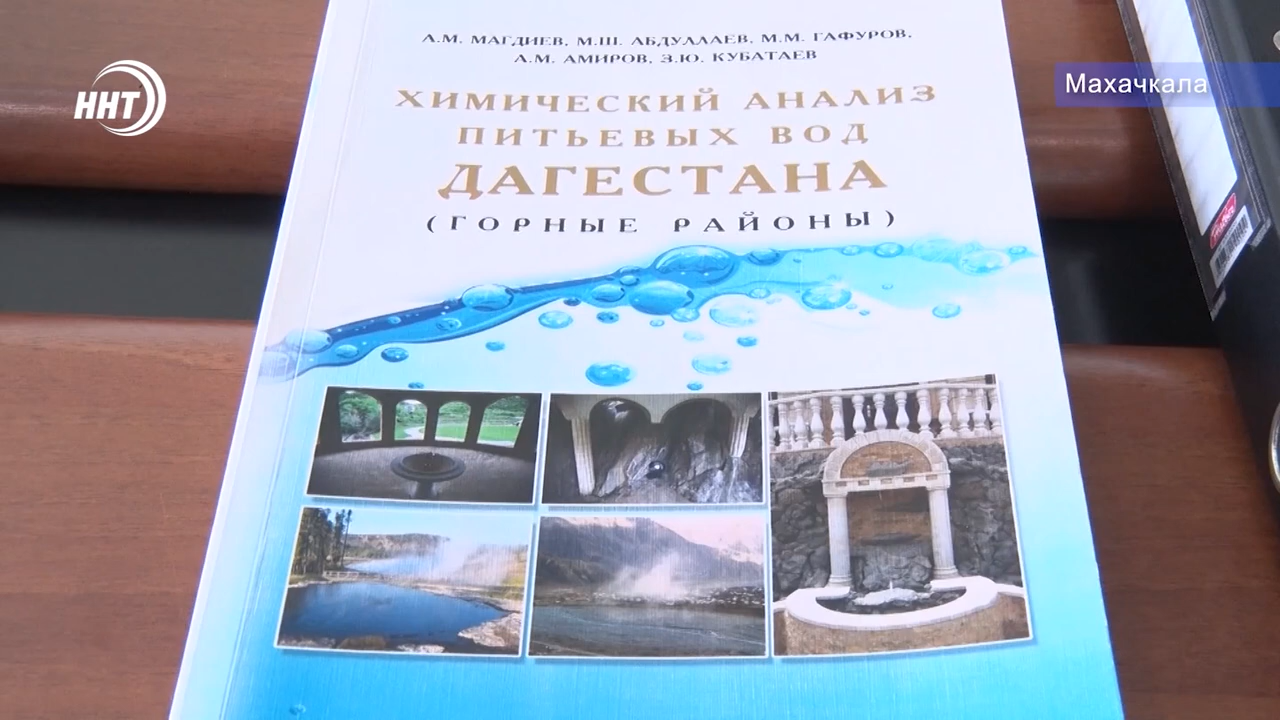 ННТ
Махачкала
А.М. МАГДИЕВ, М.Ш. АБДУЛЛАЕВ, М.М. ГАФУРОВ,
А.М. АМИРОВ, З.Ю. КУБАТАЕВ
ХИМИЧЕСКИЙ АНАЛИЗ
ПИТЬЕВЫХ ВОД
ДАГЕСТАНА
(ГОРНЫЕ РАЙОНЫ)